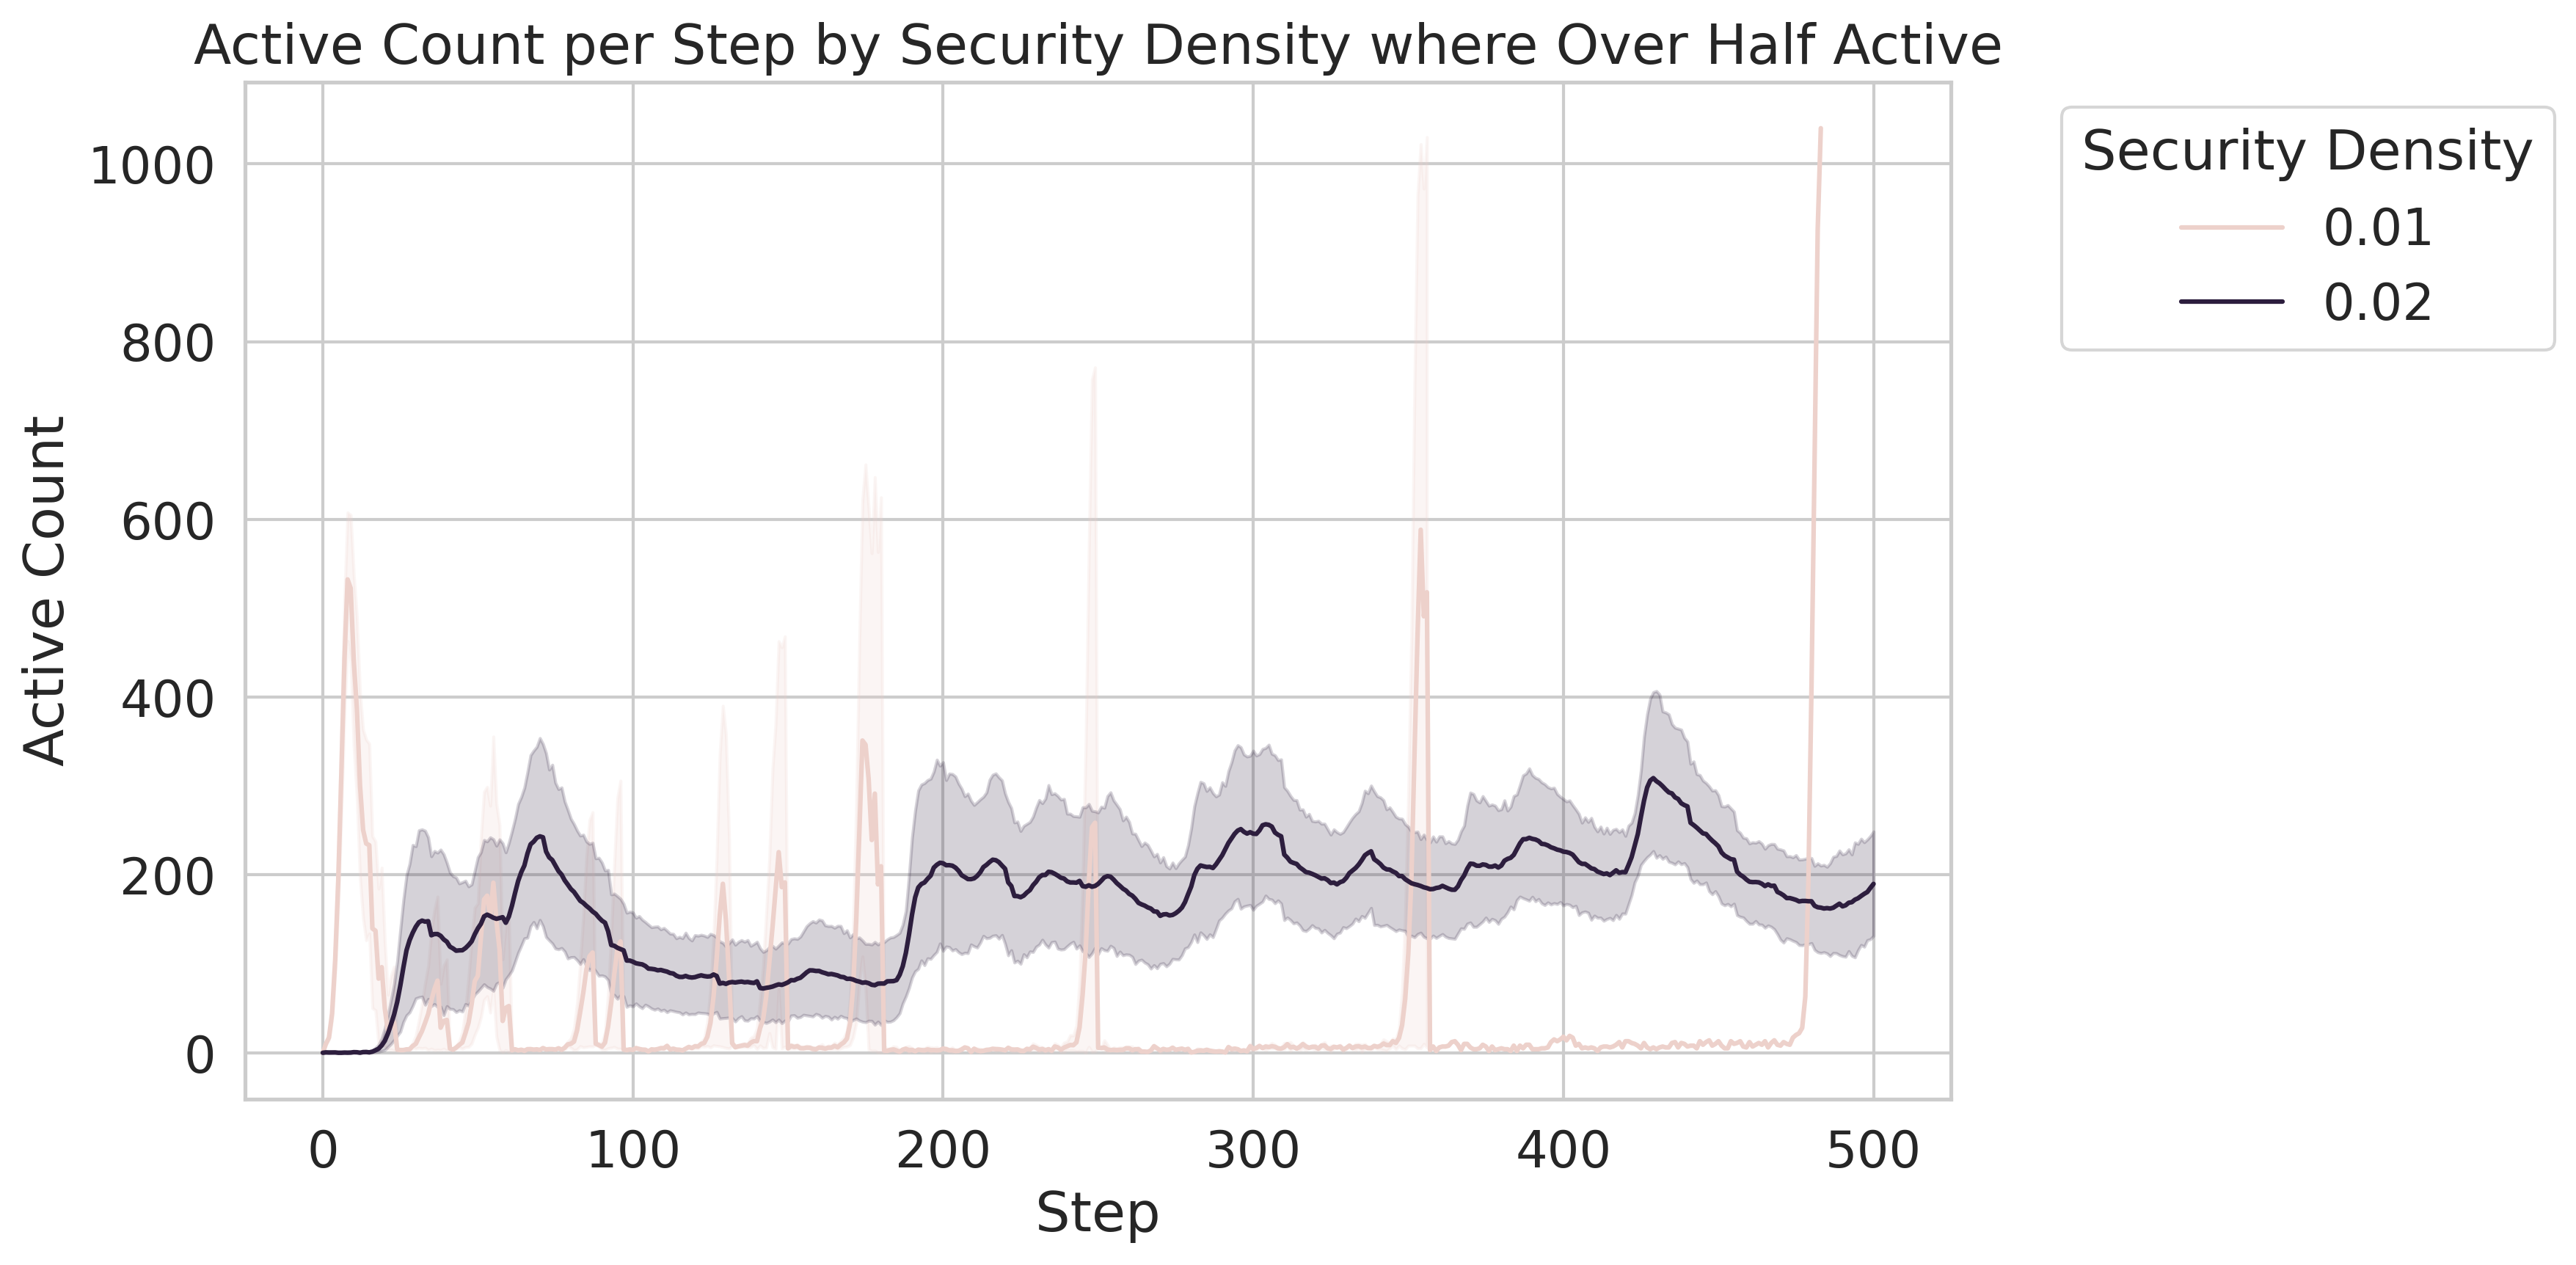 Active Count per Step by Security Density where Over Half Active
Security Density
0.01
0.02
Active Count
1000
800
600
400
200
0
0 100 200 300 400 500
Step